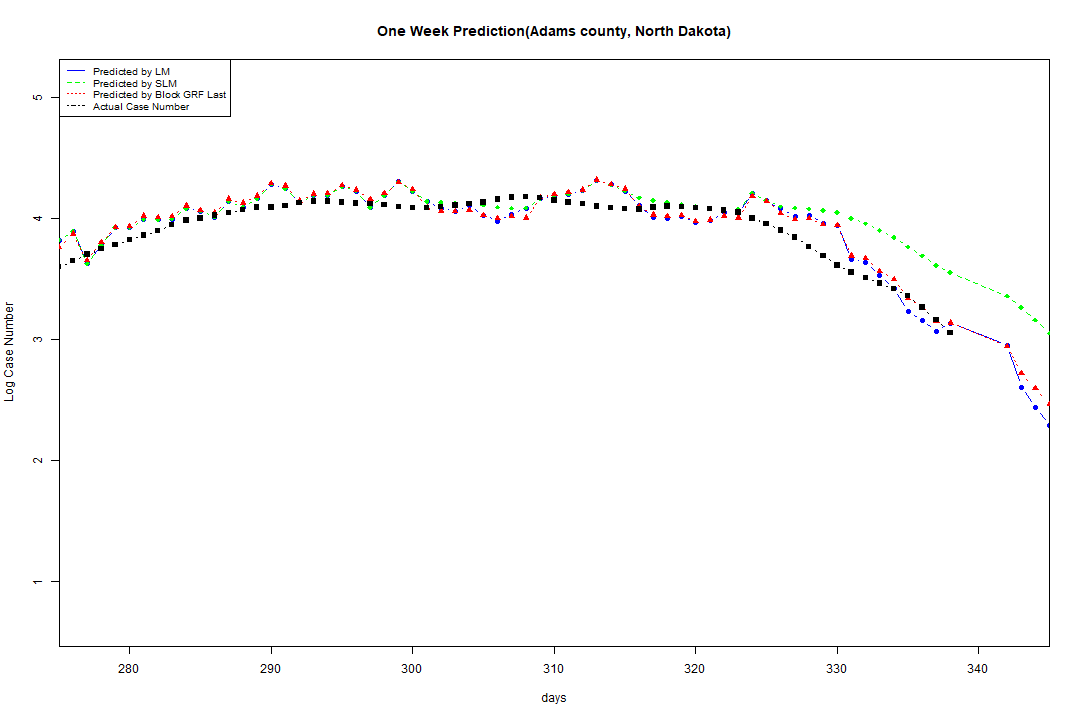 One Week Prediction(Adams county, North Dakota)
Predicted by LM
Predicted by SLM
Predicted by Block GRF Last
Actual Case Number
5
4
3
2
1
Log Case Number
280 290 300 310 320 330 340
days